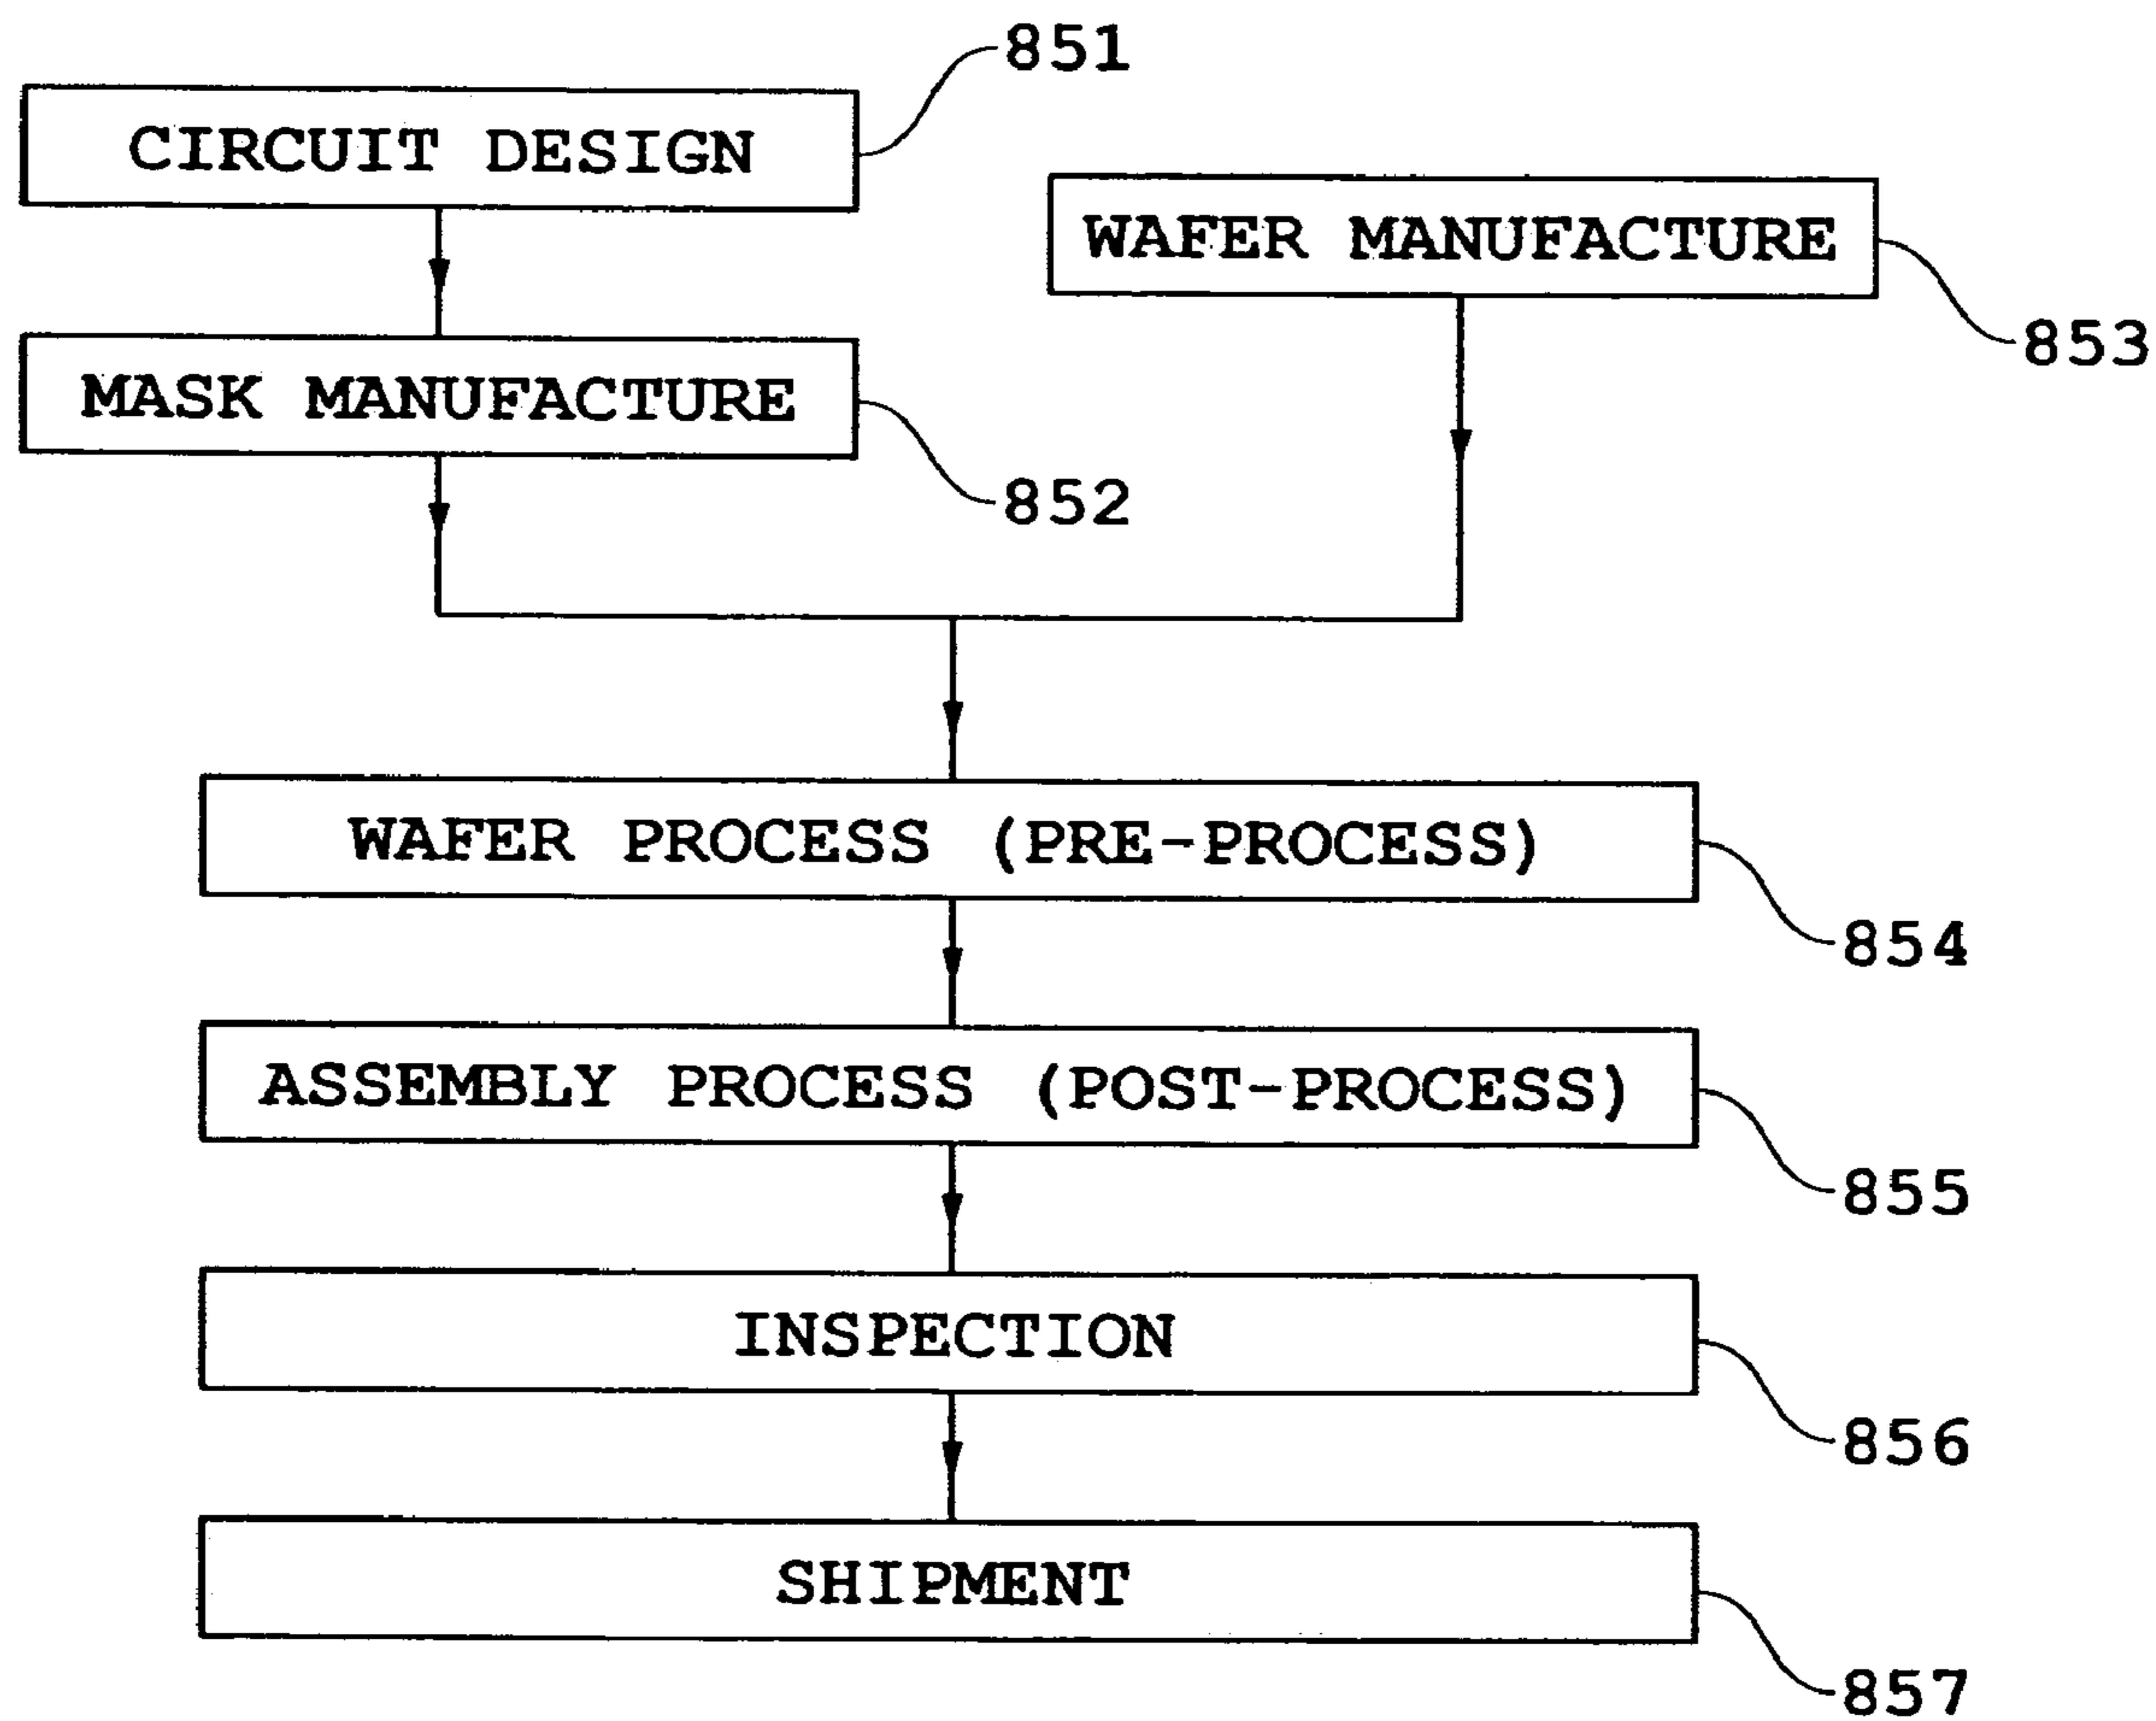 851
CIRCUIT DESIGN
WAFER MANUFACTURE
853
MASK MANUFACTURE
852
WAFER PROCESS (PRE-PROCESS)
854
ASSEMBLY PROCESS (POST-PROCESS)
855
INSPECTION
856
SHIPMENT
857